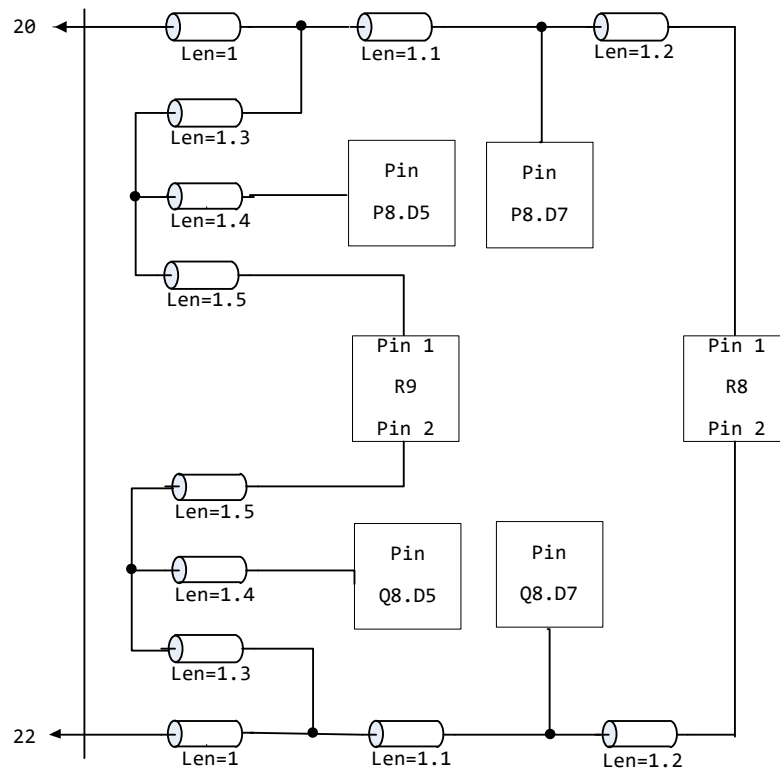 20
Len=1
Len=1.1
Len=1.2
Len=1.3
Pin
P8.D5
Pin
P8.D7
Len=1.4
Len=1.5
Pin 1
R9
Pin 2
Pin 1
R8
Pin 2
Len=1.5
Pin
Q8.D5
Pin
Q8.D7
Len=1.4
Len=1.3
22
Len=1
Len=1.1
Len=1.2